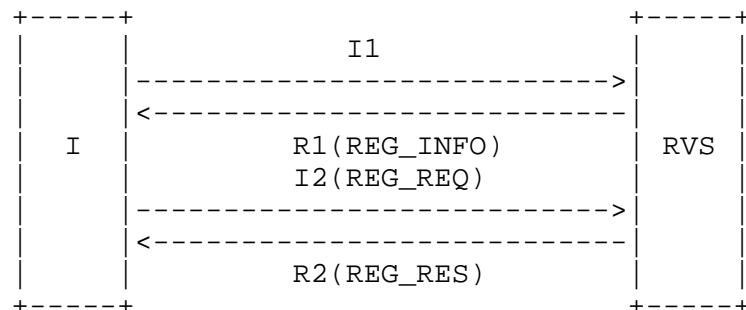 I1
R1(REG_INFO)
I RVS
I2(REG_REQ)
R2(REG_RES)